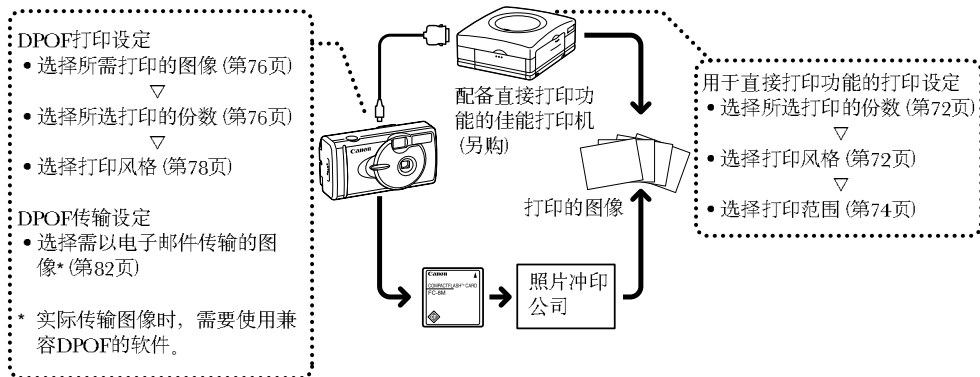 DPOF打印设定
• 选择所需打印的图像 (第76页)
▽
• 选择所选打印的份数 (第76页)
▽
• 选择打印风格 (第78页)
DPOF传输设定
• 选择需以电子邮件传输的图
像* (第82页)
* 实际传输图像时，需要使用兼
容DPOF的软件。
Canon
配备直接打印功
能的佳能打印机
(另购)
打印的图像
Canon
COMPACTFLASH™ CARD
FC-8M
照片冲印
公司
用于直接打印功能的打印设定
• 选择所选打印的份数 (第72页)
▽
• 选择打印风格 (第72页)
▽
• 选择打印范围 (第74页)